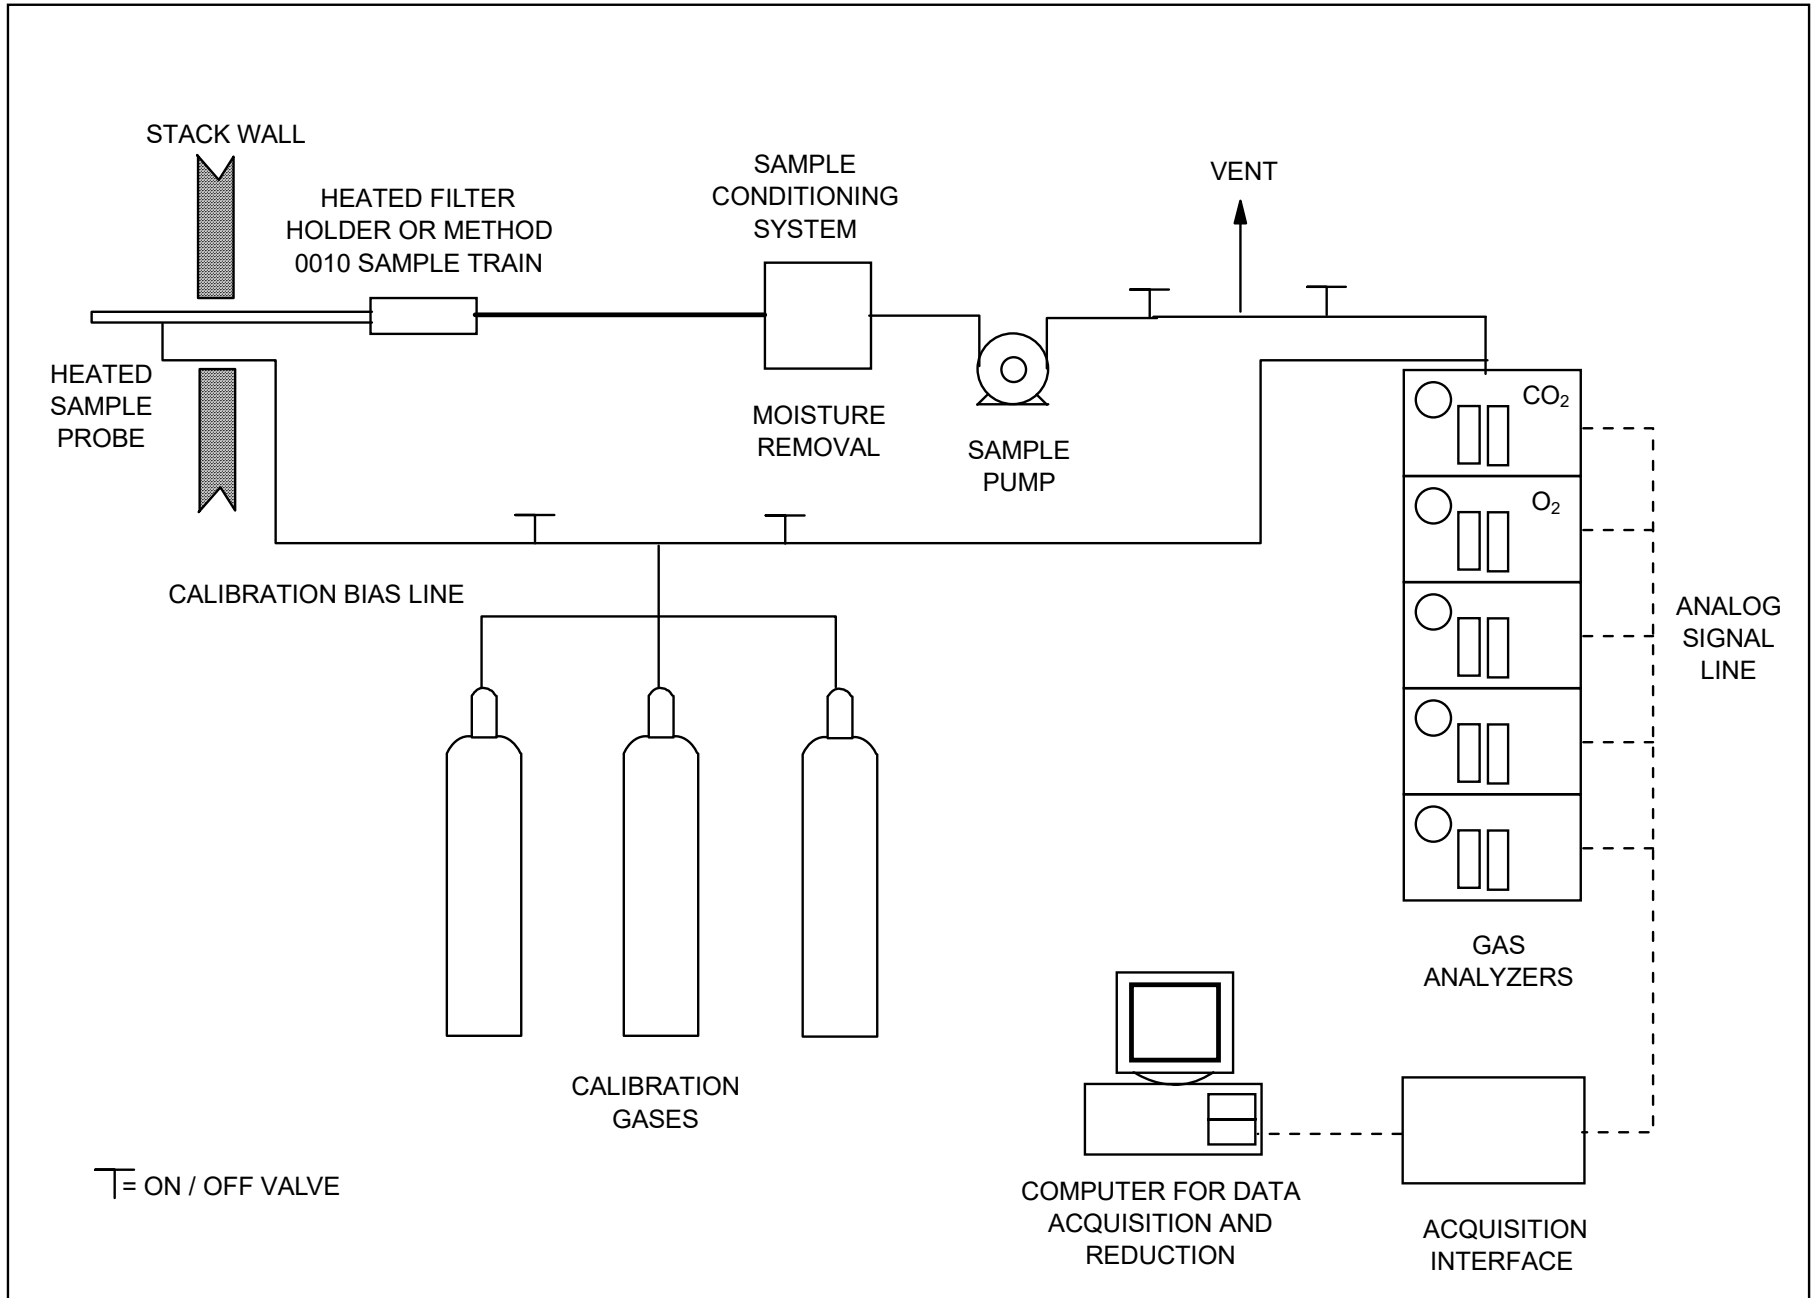 STACK WALL
HEATED FILTER
HOLDER OR METHOD
0010 SAMPLE TRAIN
SAMPLE
CONDITIONING
SYSTEM
VENT
HEATED
SAMPLE
PROBE
MOISTURE
REMOVAL
SAMPLE
PUMP
CO₂
O₂
CALIBRATION BIAS LINE
ANALOG
SIGNAL
LINE
GAS
ANALYZERS
CALIBRATION
GASES
= ON / OFF VALVE
COMPUTER FOR DATA
ACQUISITION AND
REDUCTION
ACQUISITION
INTERFACE